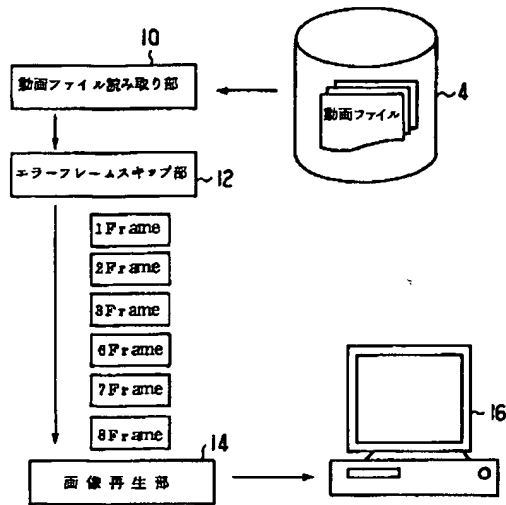 10
動画ファイル読み取り部
4
動画ファイル
エラーフレームスキップ部
12
1Frame
2Frame
3Frame
6Frame
7Frame
8Frame
14
画像再生部
16